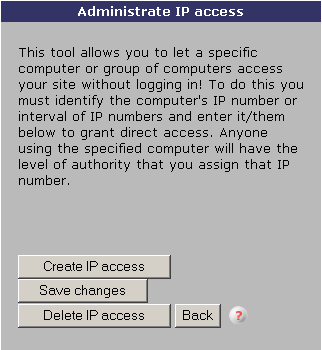 Administrate IP access
This tool allows you to let a specific
computer or group of computers access
your site without logging in! To do this you
must identify the computer's IP number or
interval of IP numbers and enter it/them
below to grant direct access. Anyone
using the specified computer will have the
level of authority that you assign that IP
number.
Create IP access
Save changes
Delete IP access Back ?